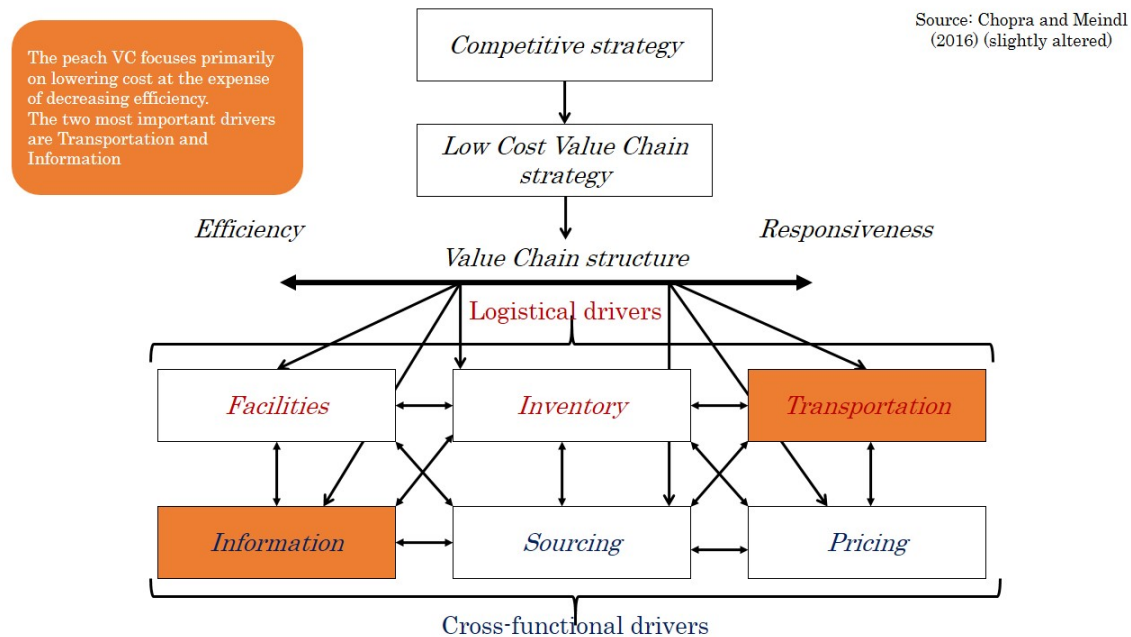 Source: Chopra and Meindl
(2016) (slightly altered)
The peach VC focuses primarily
on lowering cost at the expense
of decreasing efficiency.
The two most important drivers
are Transportation and
Information
Competitive strategy
Low Cost Value Chain
strategy
Efficiency
Responsiveness
Value Chain structure
Logistical drivers
Facilities
Inventory
Transportation
Information
Sourcing
Pricing
Cross-functional drivers